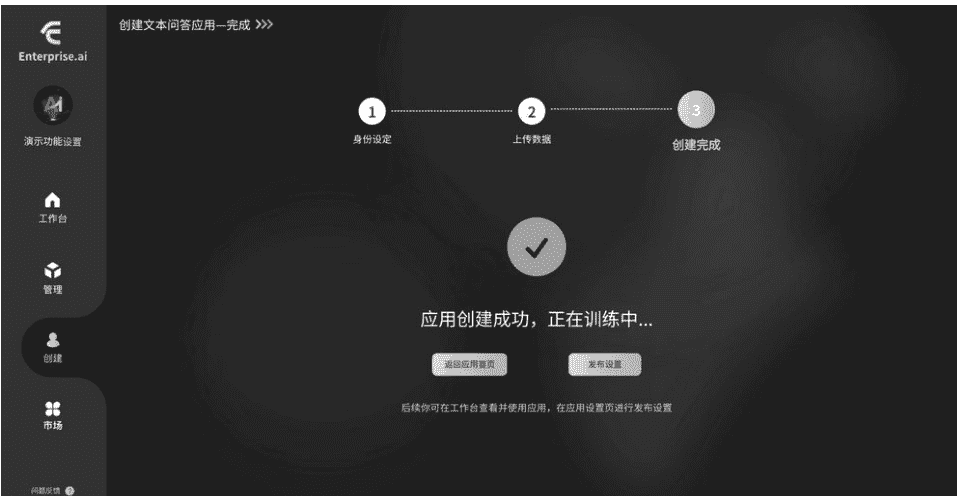 创建文本问答应用—完成 >>>
Enterprise.ai
演示功能设置
1
2
3
身份设定
上传数据
创建完成
工作台
管理
创建
市场
应用创建成功，正在训练中...
返回应用首页
发布设置
后续你可在工作台查看并使用应用，在应用设置页进行发布设置
问题反馈 ?